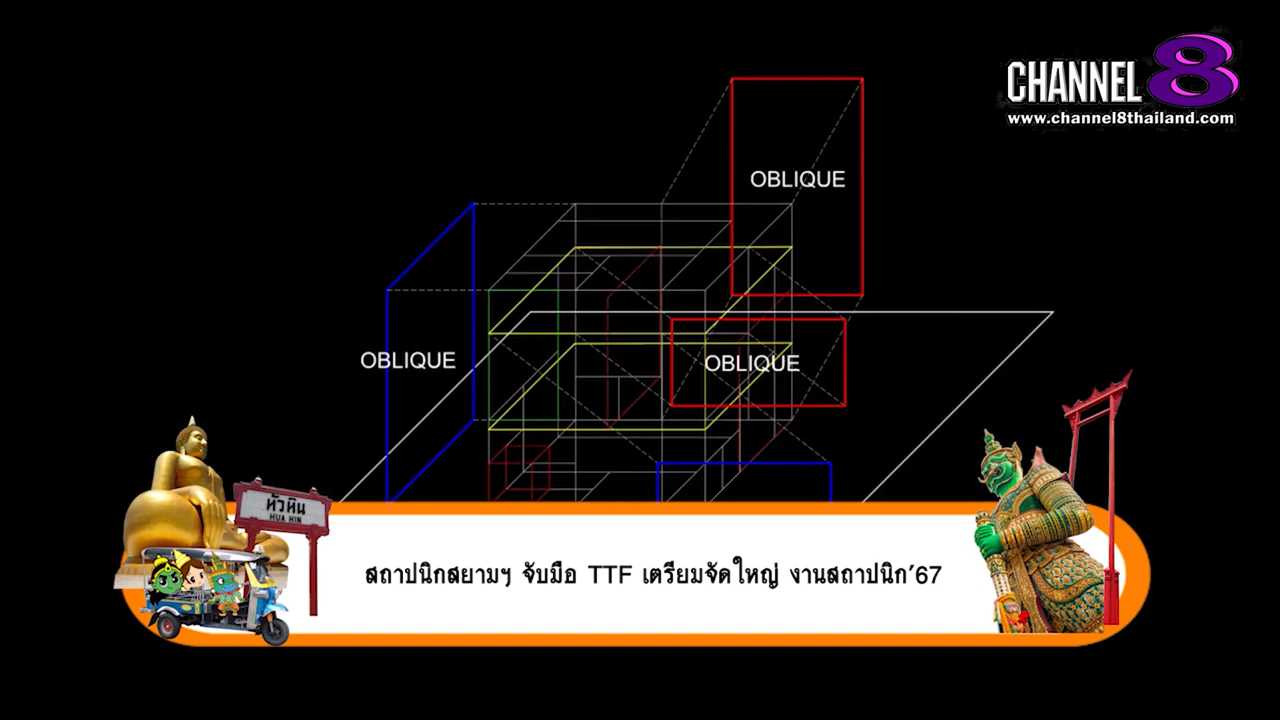 CHANNEL 8
www.channel8thailand.com
OBLIQUE
OBLIQUE
OBLIQUE
หัวหิน
HUA HIN
สถาปนิกสยามฯ จับมือ TTF เตรียมจัดใหญ่ งานสถาปนิก'67